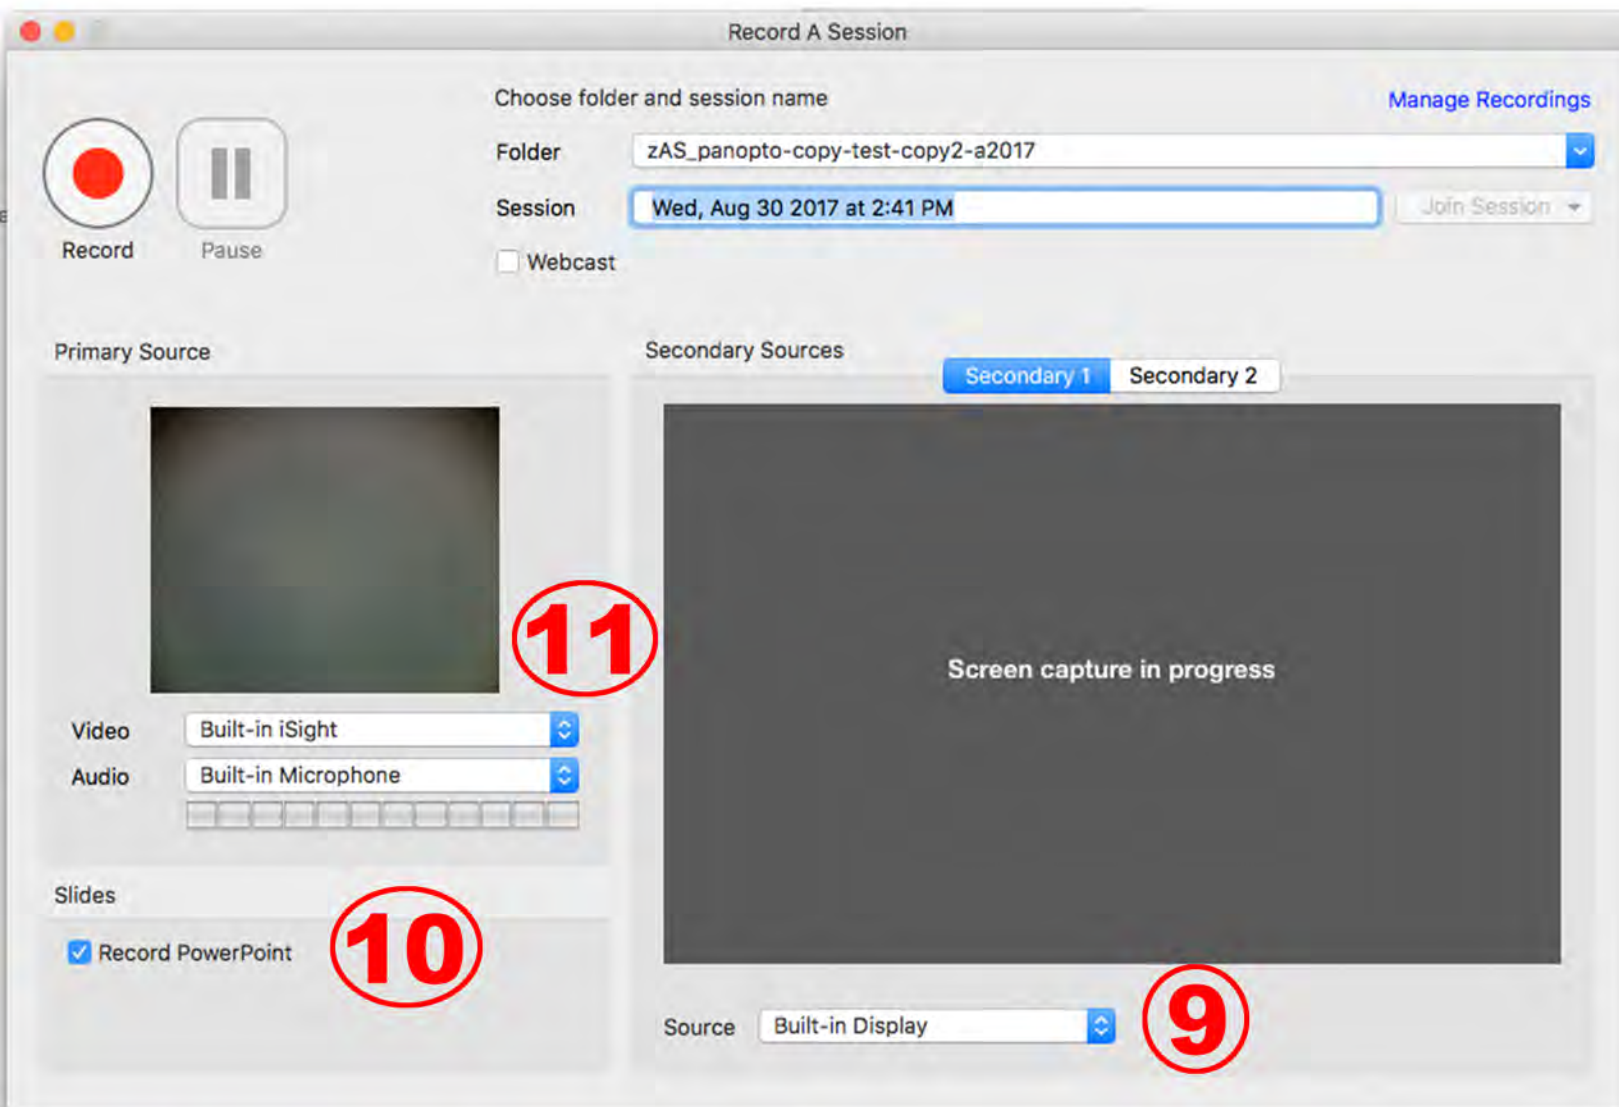 Record A Session
Choose folder and session name
Manage Recordings
Folder
zAS_panopto-copy-test-copy2-a2017
Session
Wed, Aug 30 2017 at 2:41 PM
Join Session
Record
Pause
Webcast
Primary Source
Secondary Sources
Secondary 1
Secondary 2
11
Screen capture in progress
Video
Built-in iSight
Audio
Built-in Microphone
Slides
Record PowerPoint
10
Source
Built-in Display
9